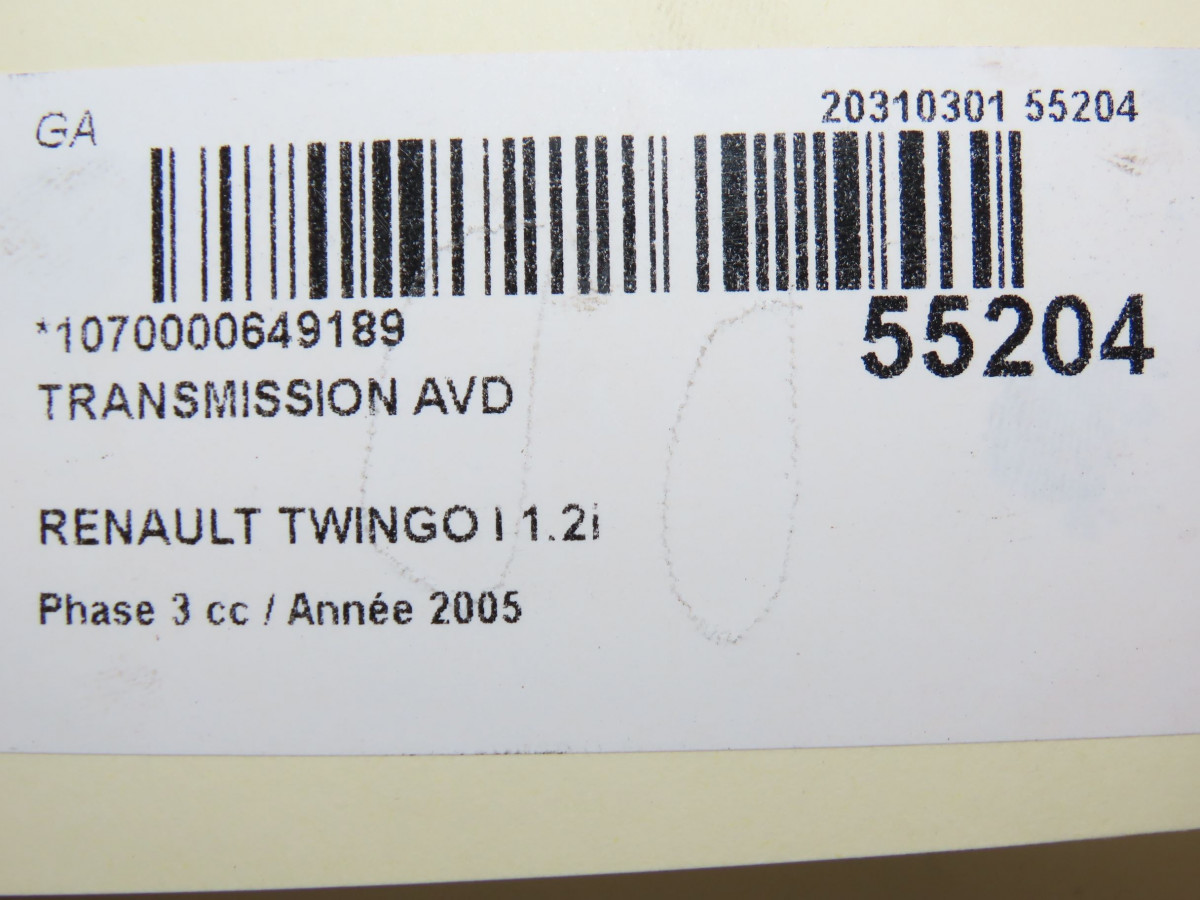 GA
20310301 55204
*1070000649189
55204
TRANSMISSION AVD
RENAULT TWINGO I 1.2i
Phase 3 cc / Année 2005